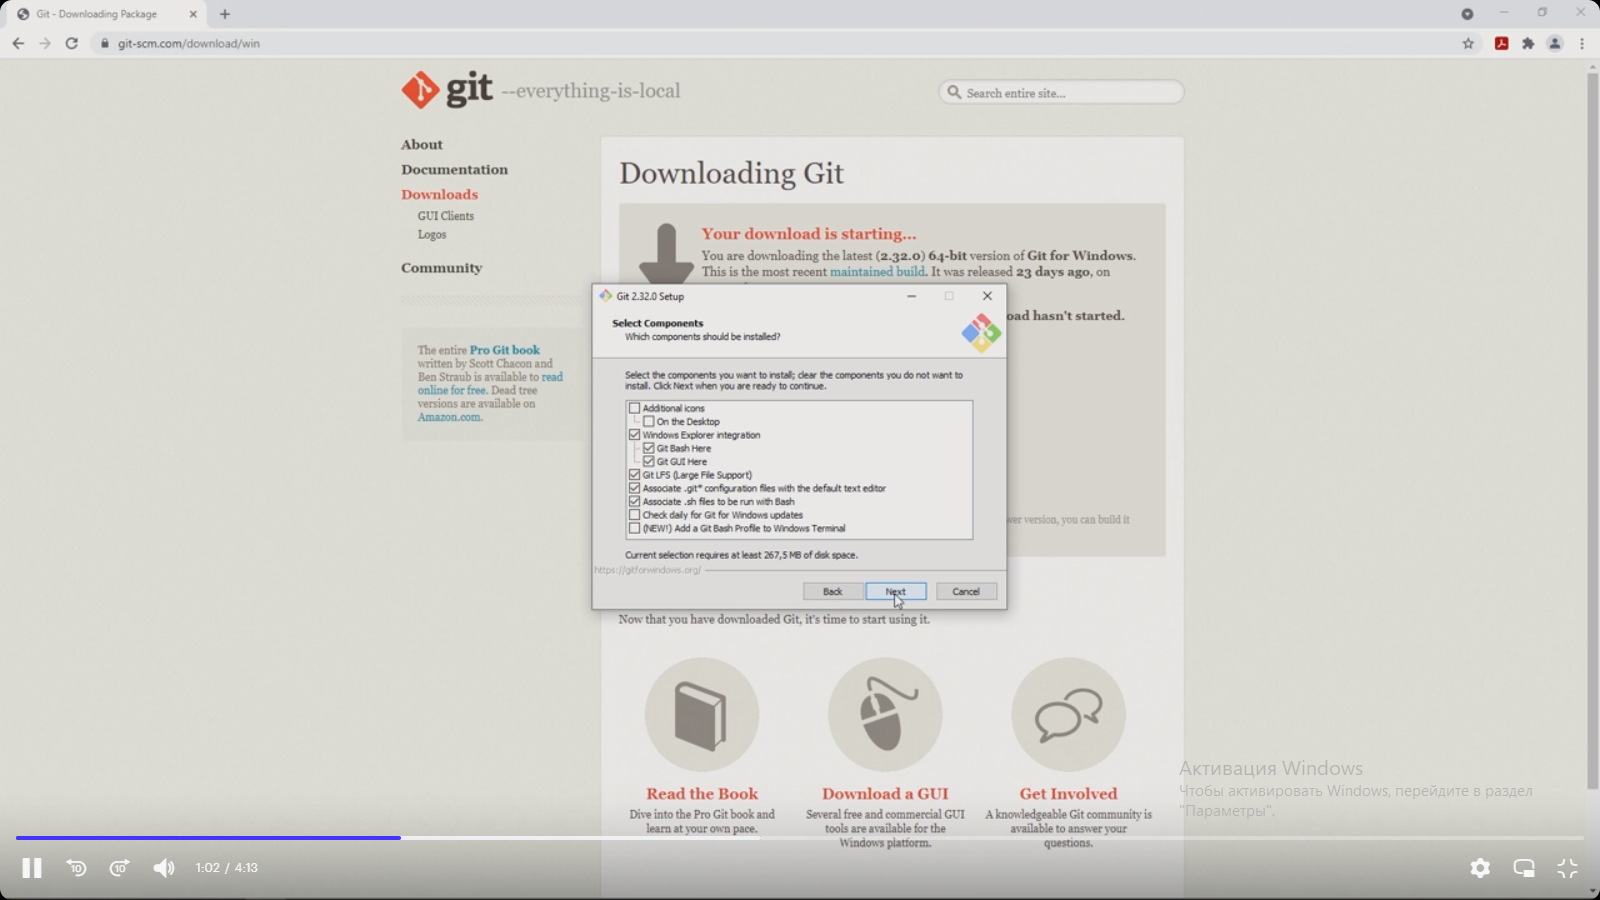 Git - Downloading Package
git-scm.com/download/win
git --everything-is-local
Search entire site...
About
Documentation
Downloads
GUI Clients
Logos
Community
The entire Pro Git book
written by Scott Chacon and
Ben Straub is available to read
online for free. Dead tree
versions are available on
Amazon.com.
Downloading Git
Your download is starting...
You are downloading the latest (2.32.0) 64-bit version of Git for Windows.
This is the most recent maintained build. It was released 23 days ago, on
hasn't started.
Git 2.32.0 Setup
Select Components
Which components should be installed?
Select the components you want to install; clear the components you do not want to
install. Click Next when you are ready to continue.
Additional icons
On the Desktop
Windows Explorer integration
Git Bash Here
Git GUI Here
Git LFS (Large File Support)
Associate .git* configuration files with the default text editor
Associate .sh files to be run with Bash
Check daily for Git for Windows updates
(NEW!) Add a Git Bash Profile to Windows Terminal
version, you can build it
Current selection requires at least 267,5 MB of disk space.
https://gitforwindows.org/
Back
Next
Cancel
Now that you have downloaded Git, it's time to start using it.
Read the Book
Dive into the Pro Git book and
learn at your own pace.
Download a GUI
Several free and commercial GUI
tools are available for the
Windows platform.
Get Involved
A knowledgeable Git community is
available to answer your
questions.
Активация Windows
Чтобы активировать Windows, перейдите в раздел
"Параметры".
10
10
1:02 / 4:13